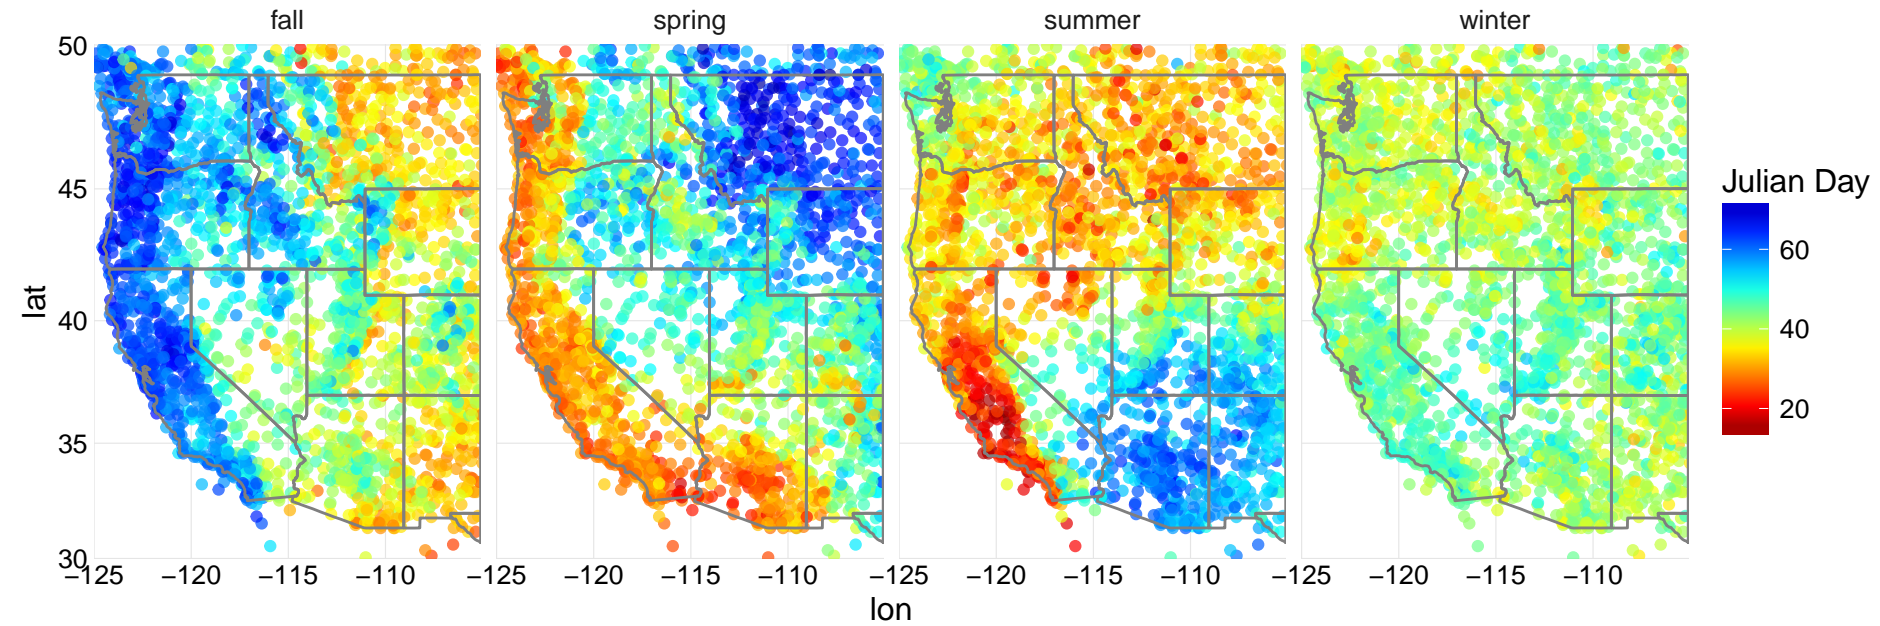 fall spring summer winter
50
45
40
35
30
lat
−125 −120 −115 −110 −125 −120 −115 −110 −125 −120 −115 −110 −125 −120 −115 −110
lon
Julian Day
60
40
20